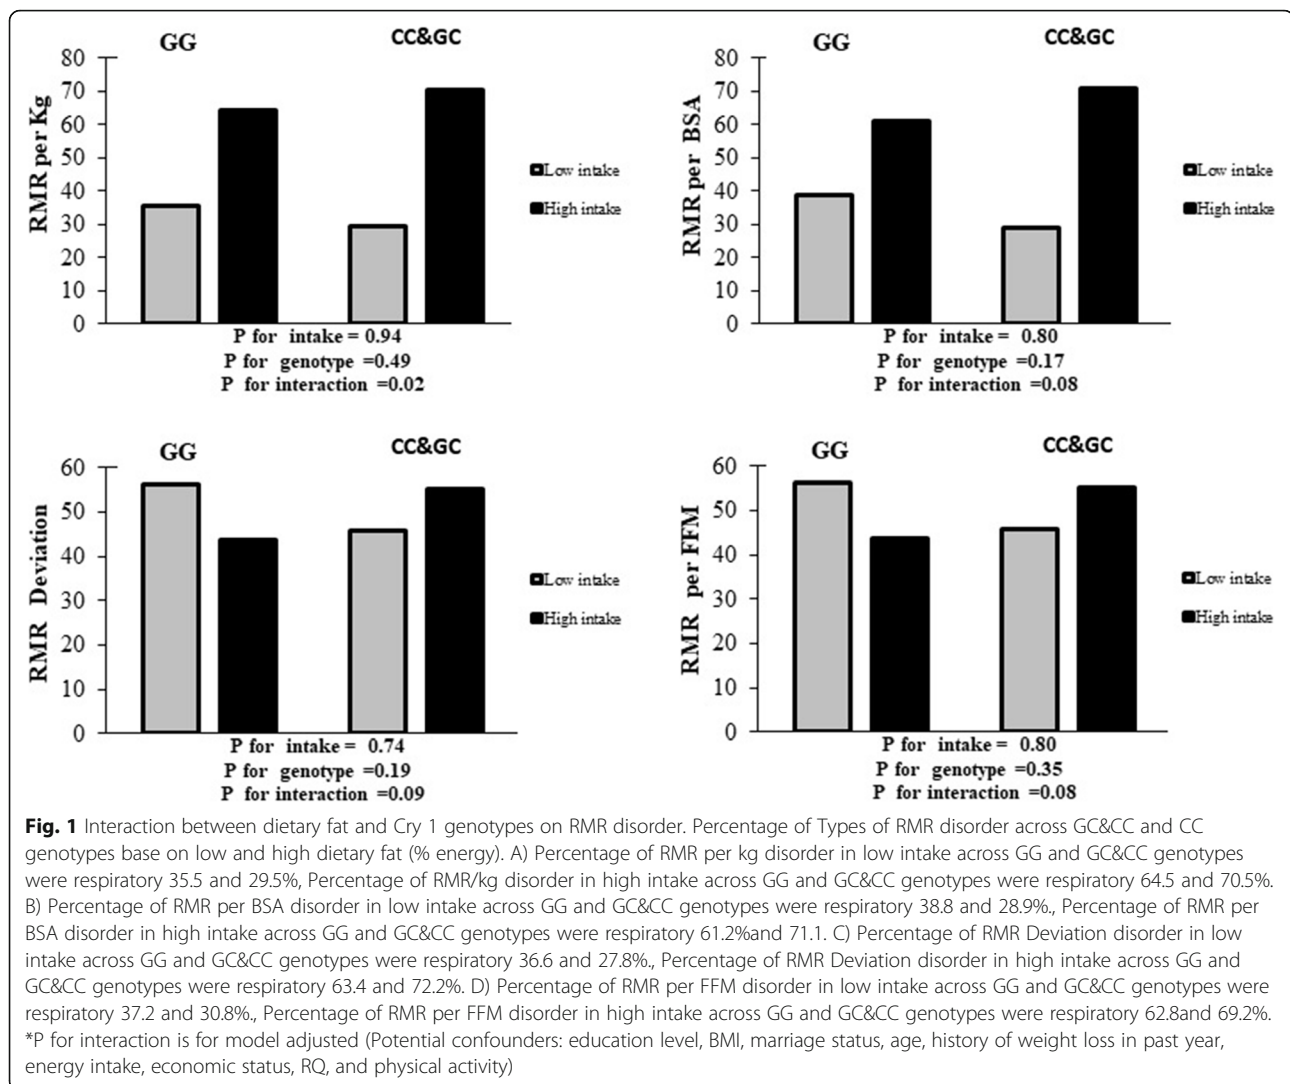 GG
CC&GC
80
70
60
50
40
30
20
10
0
RMR per Kg
Low intake
High intake
P for intake = 0.94
P for genotype =0.49
P for interaction =0.02
GG
CC&GC
80
70
60
50
40
30
20
10
0
RMR per BSA
Low intake
High intake
P for intake = 0.80
P for genotype =0.17
P for interaction =0.08
GG
CC&GC
60
50
40
30
20
10
0
RMR Deviation
Low intake
High intake
P for intake = 0.74
P for genotype =0.19
P for interaction =0.09
GG
CC&GC
60
50
40
30
20
10
0
RMR per FFM
Low intake
High intake
P for intake = 0.80
P for genotype =0.35
P for interaction =0.08
Fig. 1 Interaction between dietary fat and Cry 1 genotypes on RMR disorder. Percentage of Types of RMR disorder across GC&CC and CC
genotypes base on low and high dietary fat (% energy). A) Percentage of RMR per kg disorder in low intake across GG and GC&CC genotypes
were respiratory 35.5 and 29.5%, Percentage of RMR/kg disorder in high intake across GG and GC&CC genotypes were respiratory 64.5 and 70.5%.
B) Percentage of RMR per BSA disorder in low intake across GG and GC&CC genotypes were respiratory 38.8 and 28.9%., Percentage of RMR per
BSA disorder in high intake across GG and GC&CC genotypes were respiratory 61.2%and 71.1. C) Percentage of RMR Deviation disorder in low
intake across GG and GC&CC genotypes were respiratory 36.6 and 27.8%., Percentage of RMR Deviation disorder in high intake across GG and
GC&CC genotypes were respiratory 63.4 and 72.2%. D) Percentage of RMR per FFM disorder in low intake across GG and GC&CC genotypes were
respiratory 37.2 and 30.8%., Percentage of RMR per FFM disorder in high intake across GG and GC&CC genotypes were respiratory 62.8and 69.2%.
*P for interaction is for model adjusted (Potential confounders: education level, BMI, marriage status, age, history of weight loss in past year,
energy intake, economic status, RQ, and physical activity)